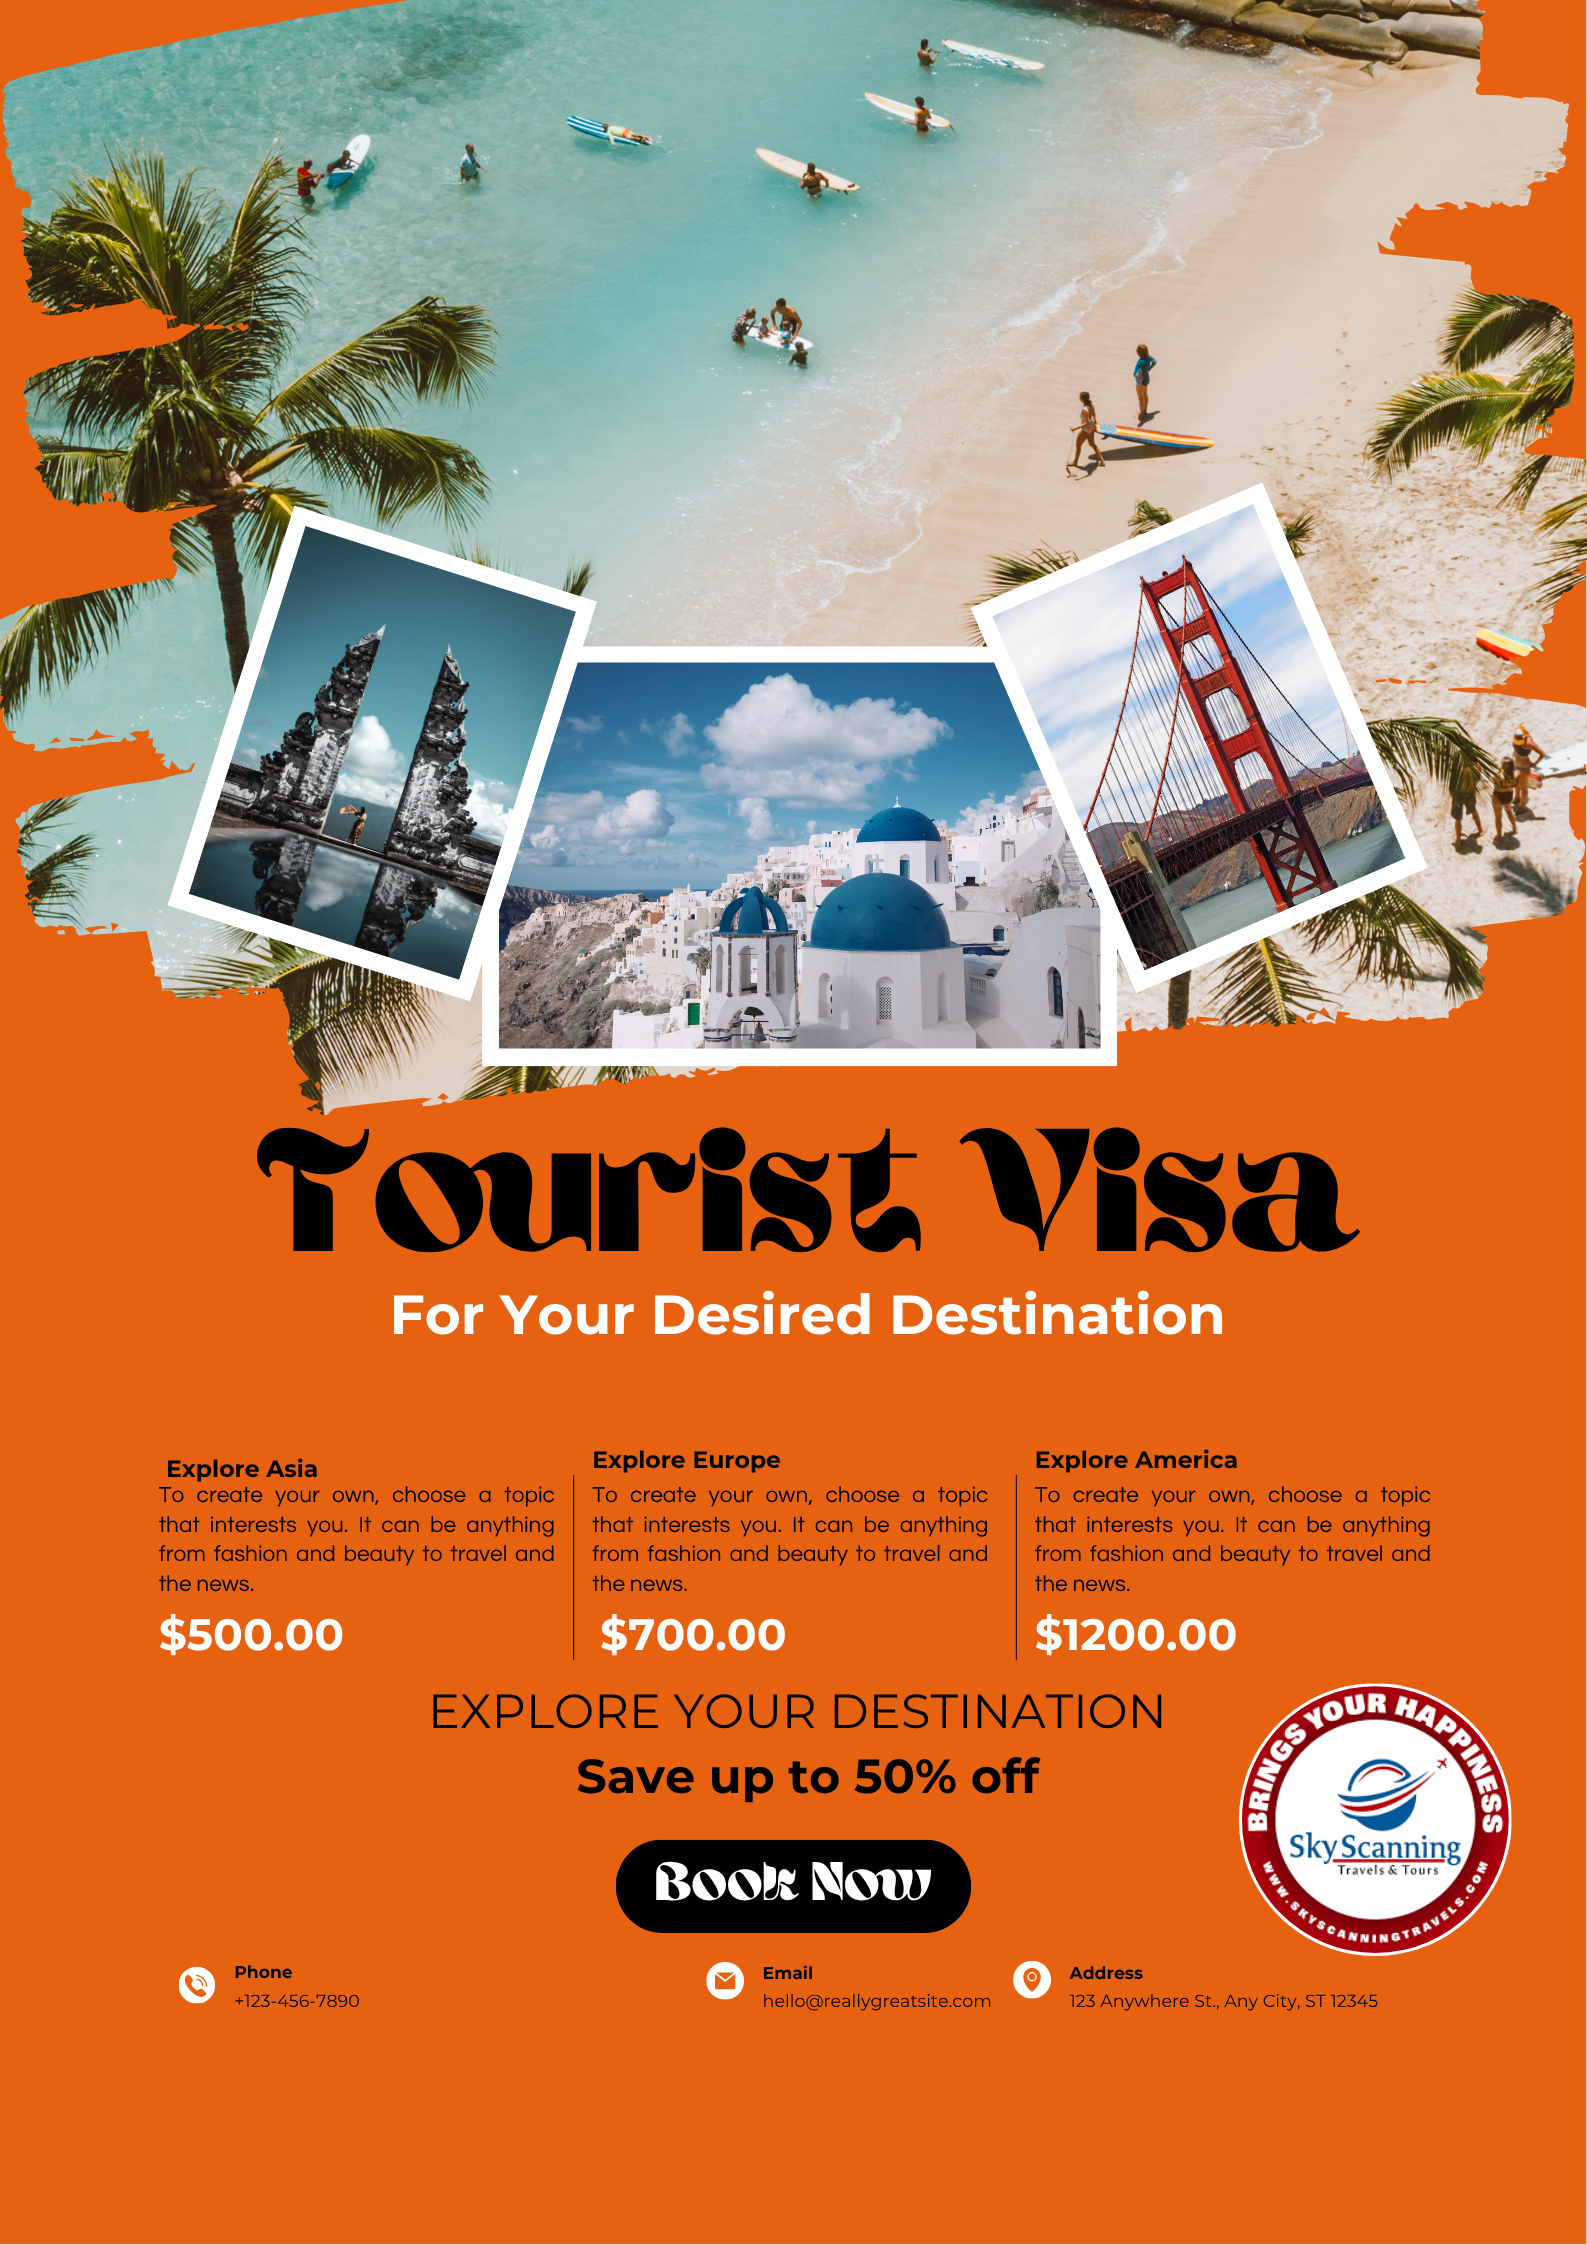 Tourist Visa
For Your Desired Destination
Explore Asia
To create your own, choose a topic
that interests you. It can be anything
from fashion and beauty to travel and
the news.
$500.00
Explore Europe
To create your own, choose a topic
that interests you. It can be anything
from fashion and beauty to travel and
the news.
$700.00
Explore America
To create your own, choose a topic
that interests you. It can be anything
from fashion and beauty to travel and
the news.
$1200.00
EXPLORE YOUR DESTINATION
Save up to 50% off
Book Now
BRINGS YOUR HAPPINESS
Sky Scanning
Travels & Tours
WWW.SKYSCANNINGTRAVELS.COM
Phone
+123-456-7890
Email
hello@reallygreatsite.com
Address
123 Anywhere St., Any City, ST 12345